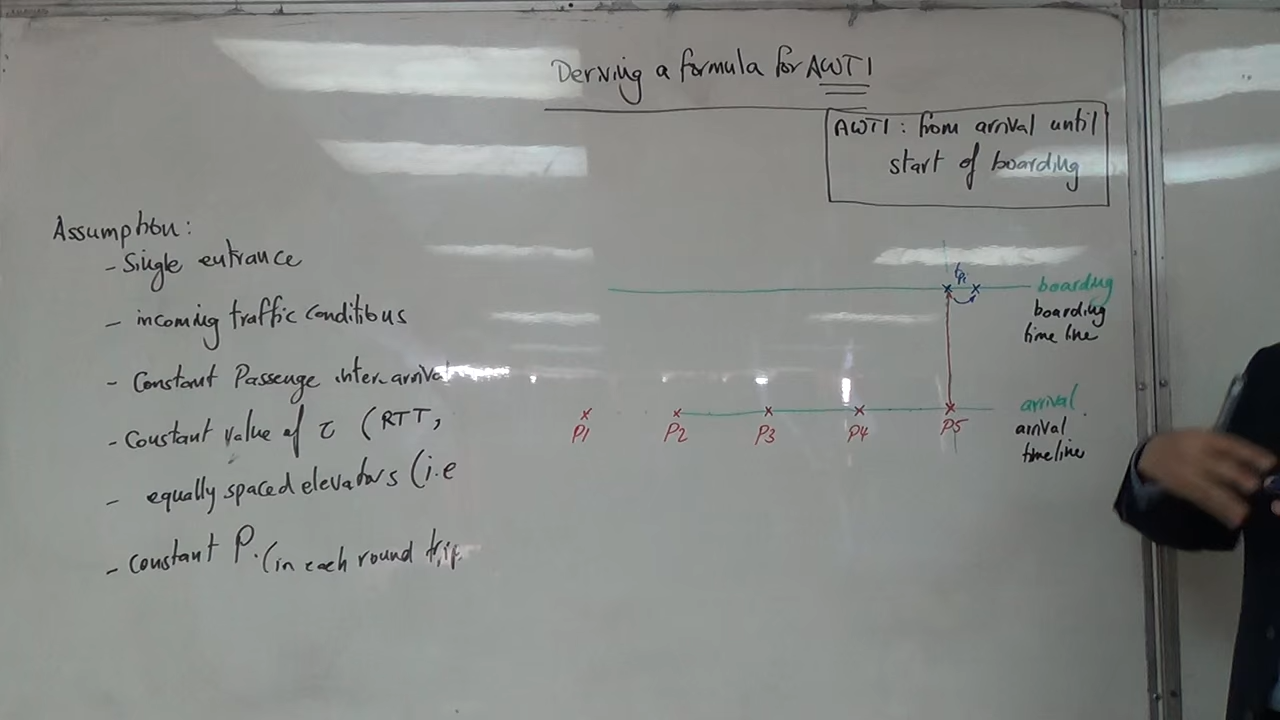 Deriving a formula for AWT1
AWT1 : from arrival until
start of boarding
Assumption:
- Single entrance
- incoming traffic conditions
- Constant Passenge inter arrival
- Constant value of τ (RTT,
- equally spaced elevators (i.e
- constant P. (in each round trip
boarding
boarding
time line
arrival
arrival
timeline
P1 P2 P3 P4 P5